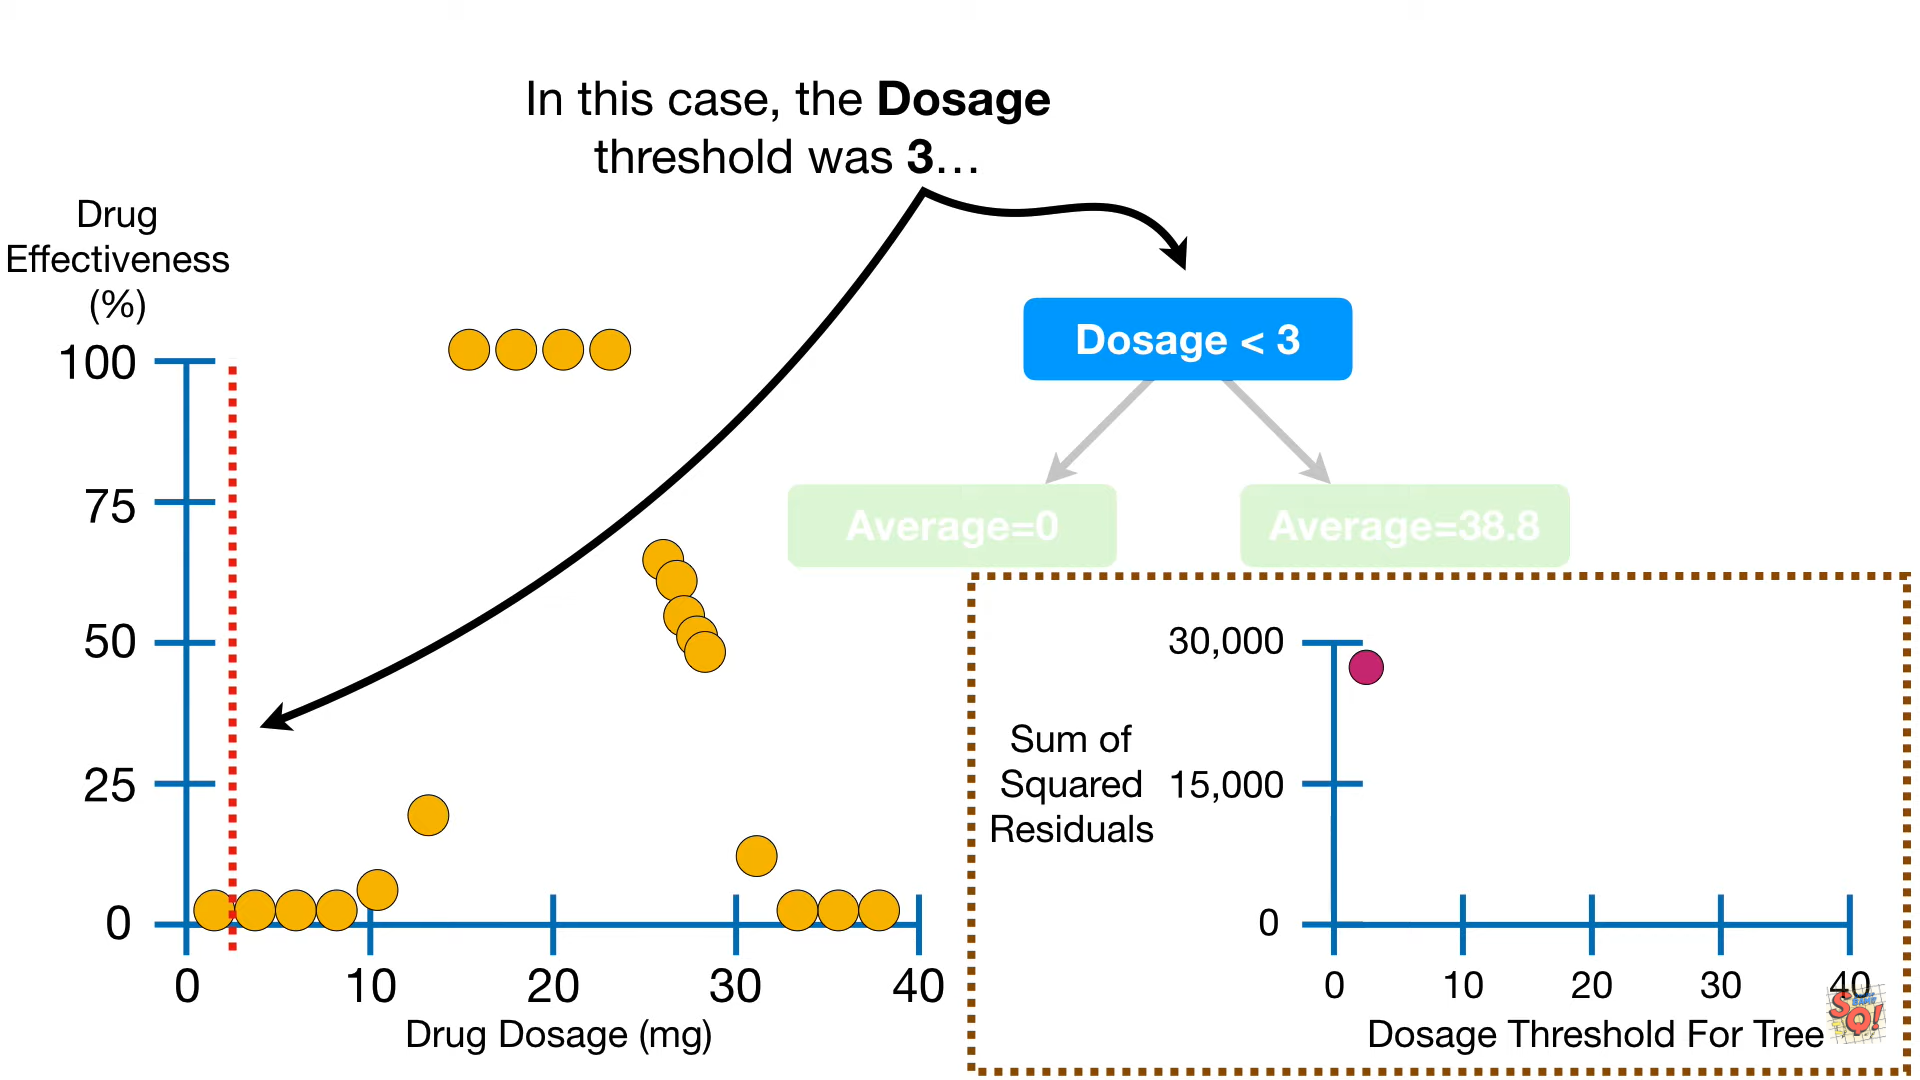 In this case, the Dosage
threshold was 3…
Drug
Effectiveness
(%)
100
75
50
25
0
0 10 20 30 40
Drug Dosage (mg)
Dosage < 3
Average=0 Average=38.8
Sum of
Squared
Residuals
30,000
15,000
0
0 10 20 30 40
Dosage Threshold For Tree
SQ!